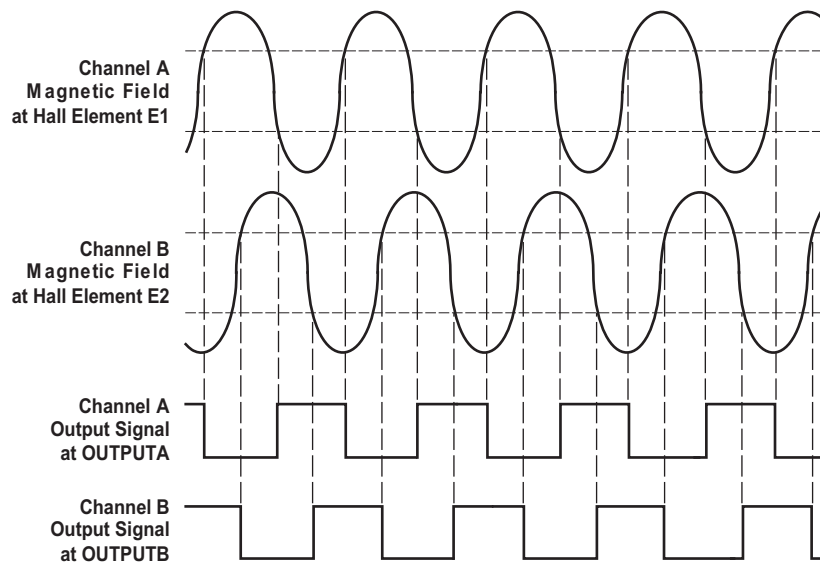 Channel A
Magnetic Field
at Hall Element E1
Channel B
Magnetic Field
at Hall Element E2
Channel A
Output Signal
at OUTPUTA
Channel B
Output Signal
at OUTPUTB